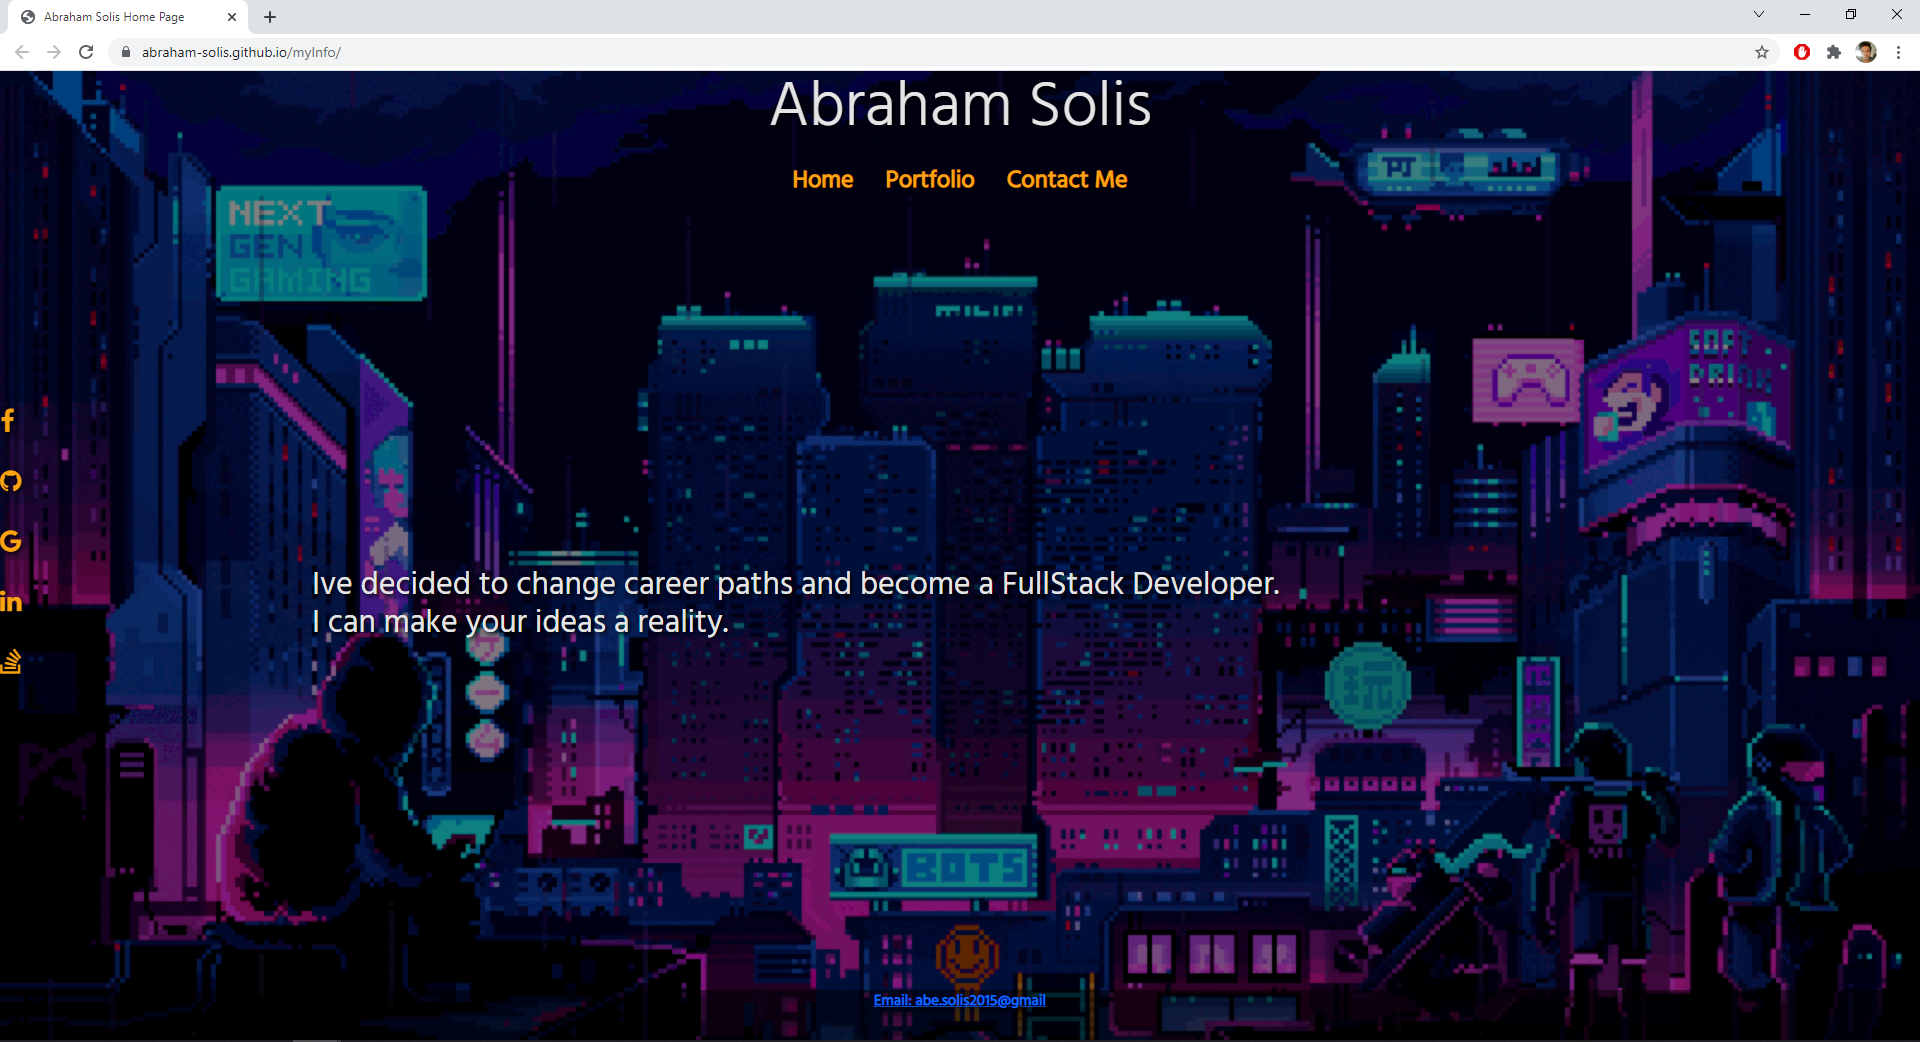 Abraham Solis Home Page
abraham-solis.github.io/myInfo/
Abraham Solis
Home Portfolio Contact Me
NEXT
GEN
GAMING
SOFT
DRINK
Ive decided to change career paths and become a FullStack Developer.
I can make your ideas a reality.
BOTS
Email: abe.solis2015@gmail